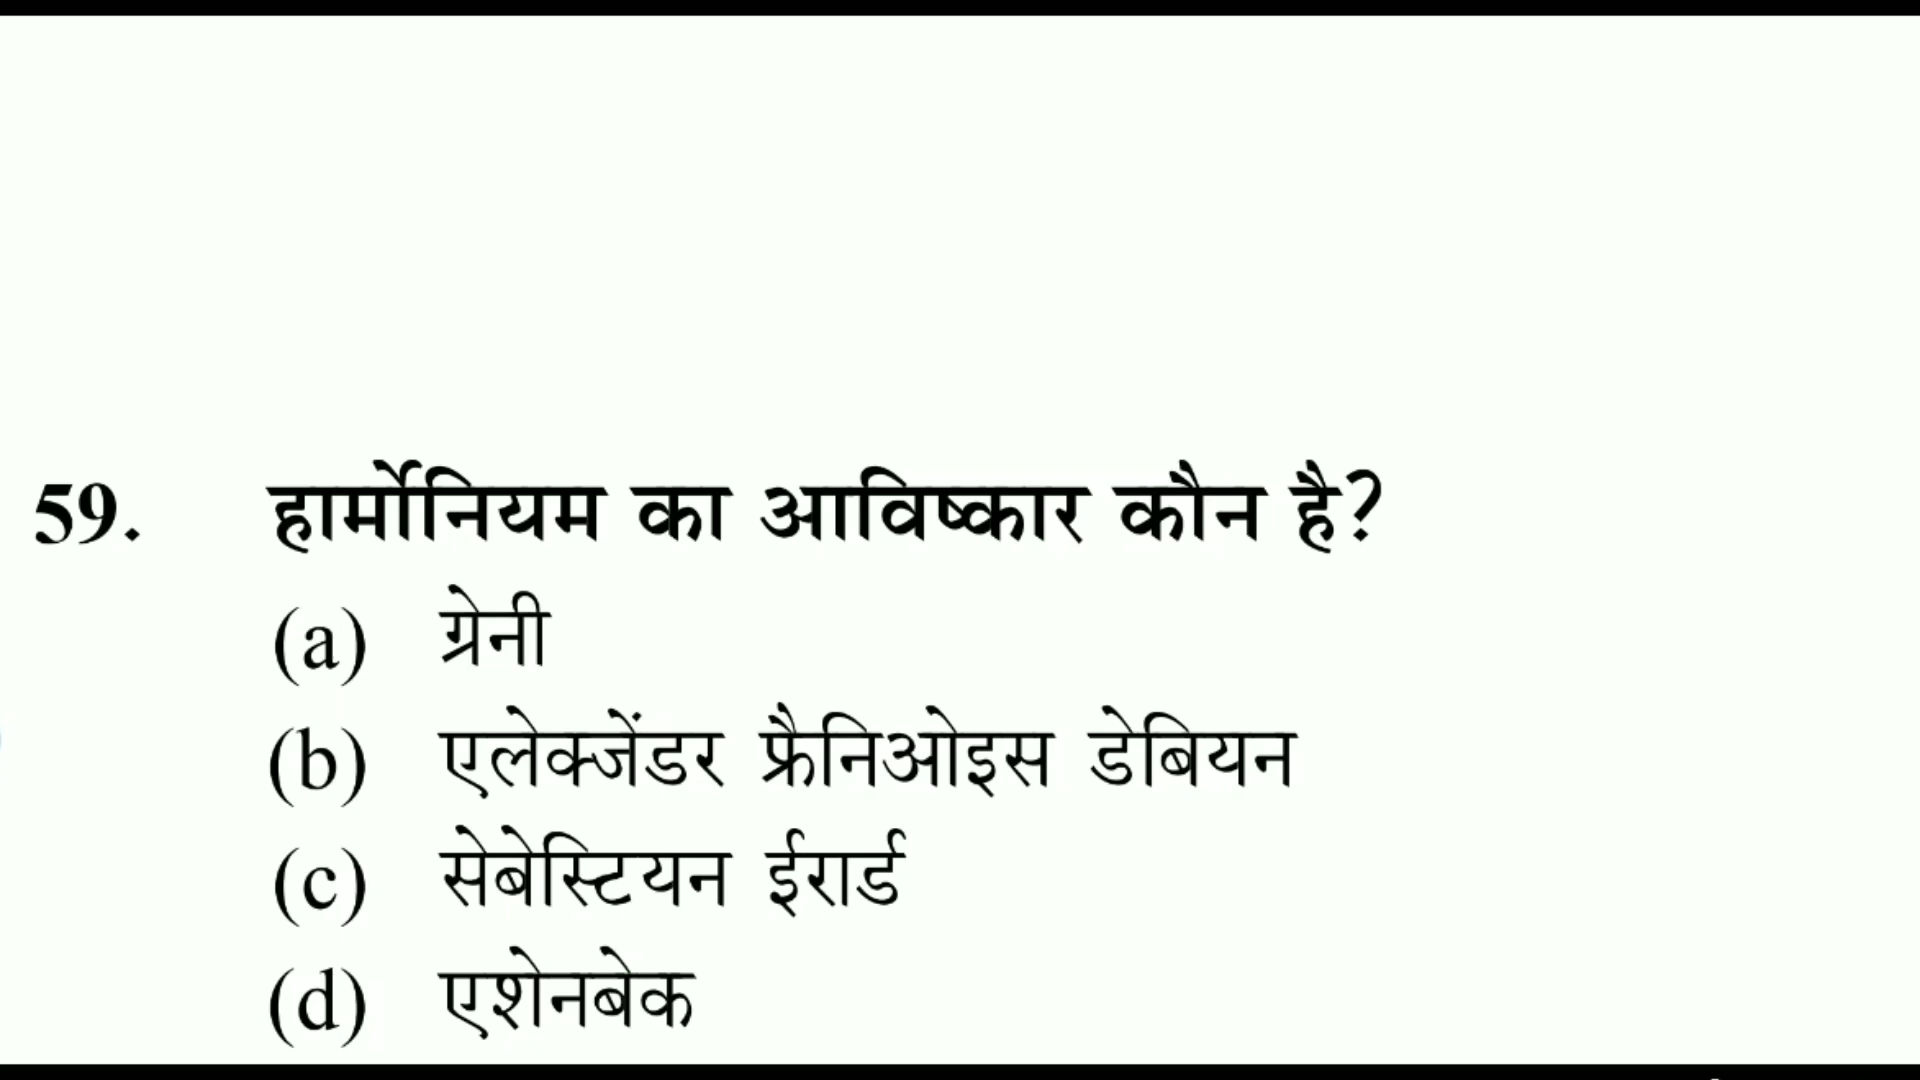 59. हार्मोनियम का आविष्कार कौन है?
(a) ग्रेनी
(b) एलेक्जेंडर फ्रैनिओइस डेबियन
(c) सेबेस्टियन ईरार्ड
(d) एशेनबेक